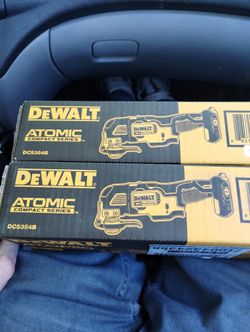 DEWALT
ATOMIC
COMPACT SERIES
DCS354B
DEWALT
ATOMIC
COMPACT SERIES
DCS354B